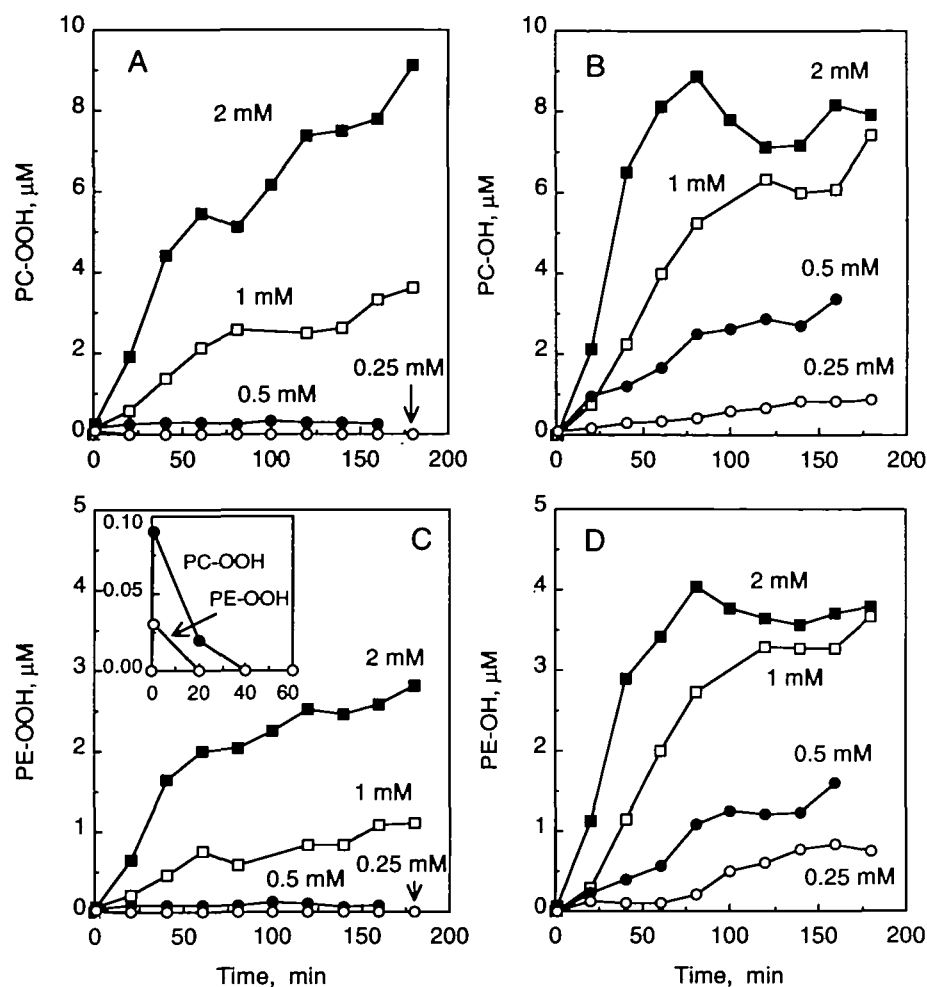 A
PC-OOH, μM
10
8
6
4
2
0
2 mM
1 mM
0.5 mM
0.25 mM
0 50 100 150 200
B
PC-OH, μM
10
8
6
4
2
0
2 mM
1 mM
0.5 mM
0.25 mM
0 50 100 150 200
C
PE-OOH, μM
5
4
3
2
1
0
0.10
0.05
0.00
PC-OOH
PE-OOH
0 20 40 60
2 mM
1 mM
0.5 mM
0.25 mM
0 50 100 150 200
Time, min
D
PE-OH, μM
5
4
3
2
1
0
2 mM
1 mM
0.5 mM
0.25 mM
0 50 100 150 200
Time, min